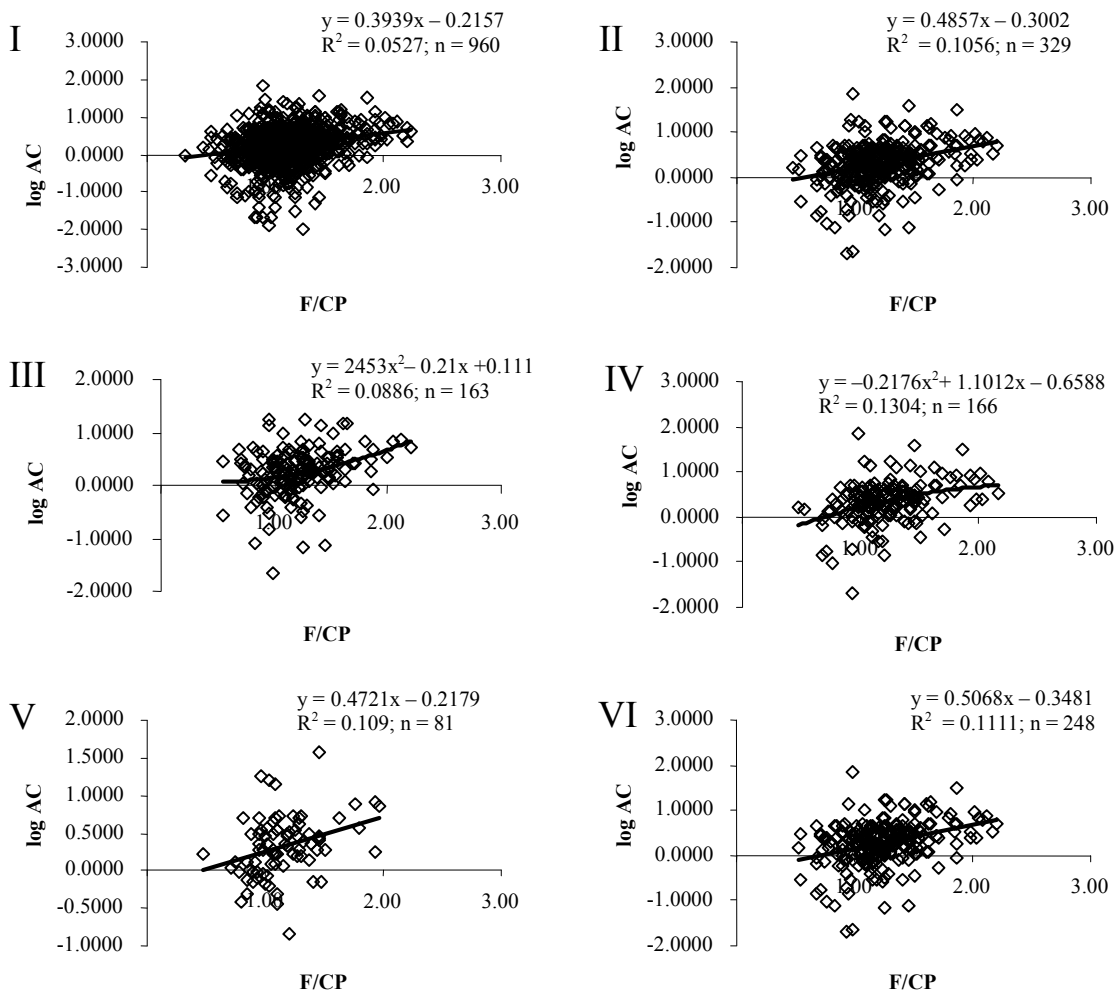 I
y = 0.3939x – 0.2157
R² = 0.0527; n = 960
3.0000
2.0000
1.0000
0.0000
-1.0000
-2.0000
-3.0000
log AC
2.00
3.00
F/CP
II
y = 0.4857x – 0.3002
R² = 0.1056; n = 329
3.0000
2.0000
1.0000
0.0000
-1.0000
-2.0000
log AC
1.00
2.00
3.00
F/CP
III
y = 2453x² – 0.21x +0.111
R² = 0.0886; n = 163
2.0000
1.0000
0.0000
-1.0000
-2.0000
log AC
1.00
2.00
3.00
F/CP
IV
y = –0.2176x² + 1.1012x – 0.6588
R² = 0.1304; n = 166
3.0000
2.0000
1.0000
0.0000
-1.0000
-2.0000
log AC
1.00
2.00
3.00
F/CP
V
y = 0.4721x – 0.2179
R² = 0.109; n = 81
2.0000
1.5000
1.0000
0.5000
0.0000
-0.5000
-1.0000
log AC
1.00
2.00
3.00
F/CP
VI
y = 0.5068x – 0.3481
R² = 0.1111; n = 248
3.0000
2.0000
1.0000
0.0000
-1.0000
-2.0000
log AC
1.00
2.00
3.00
F/CP